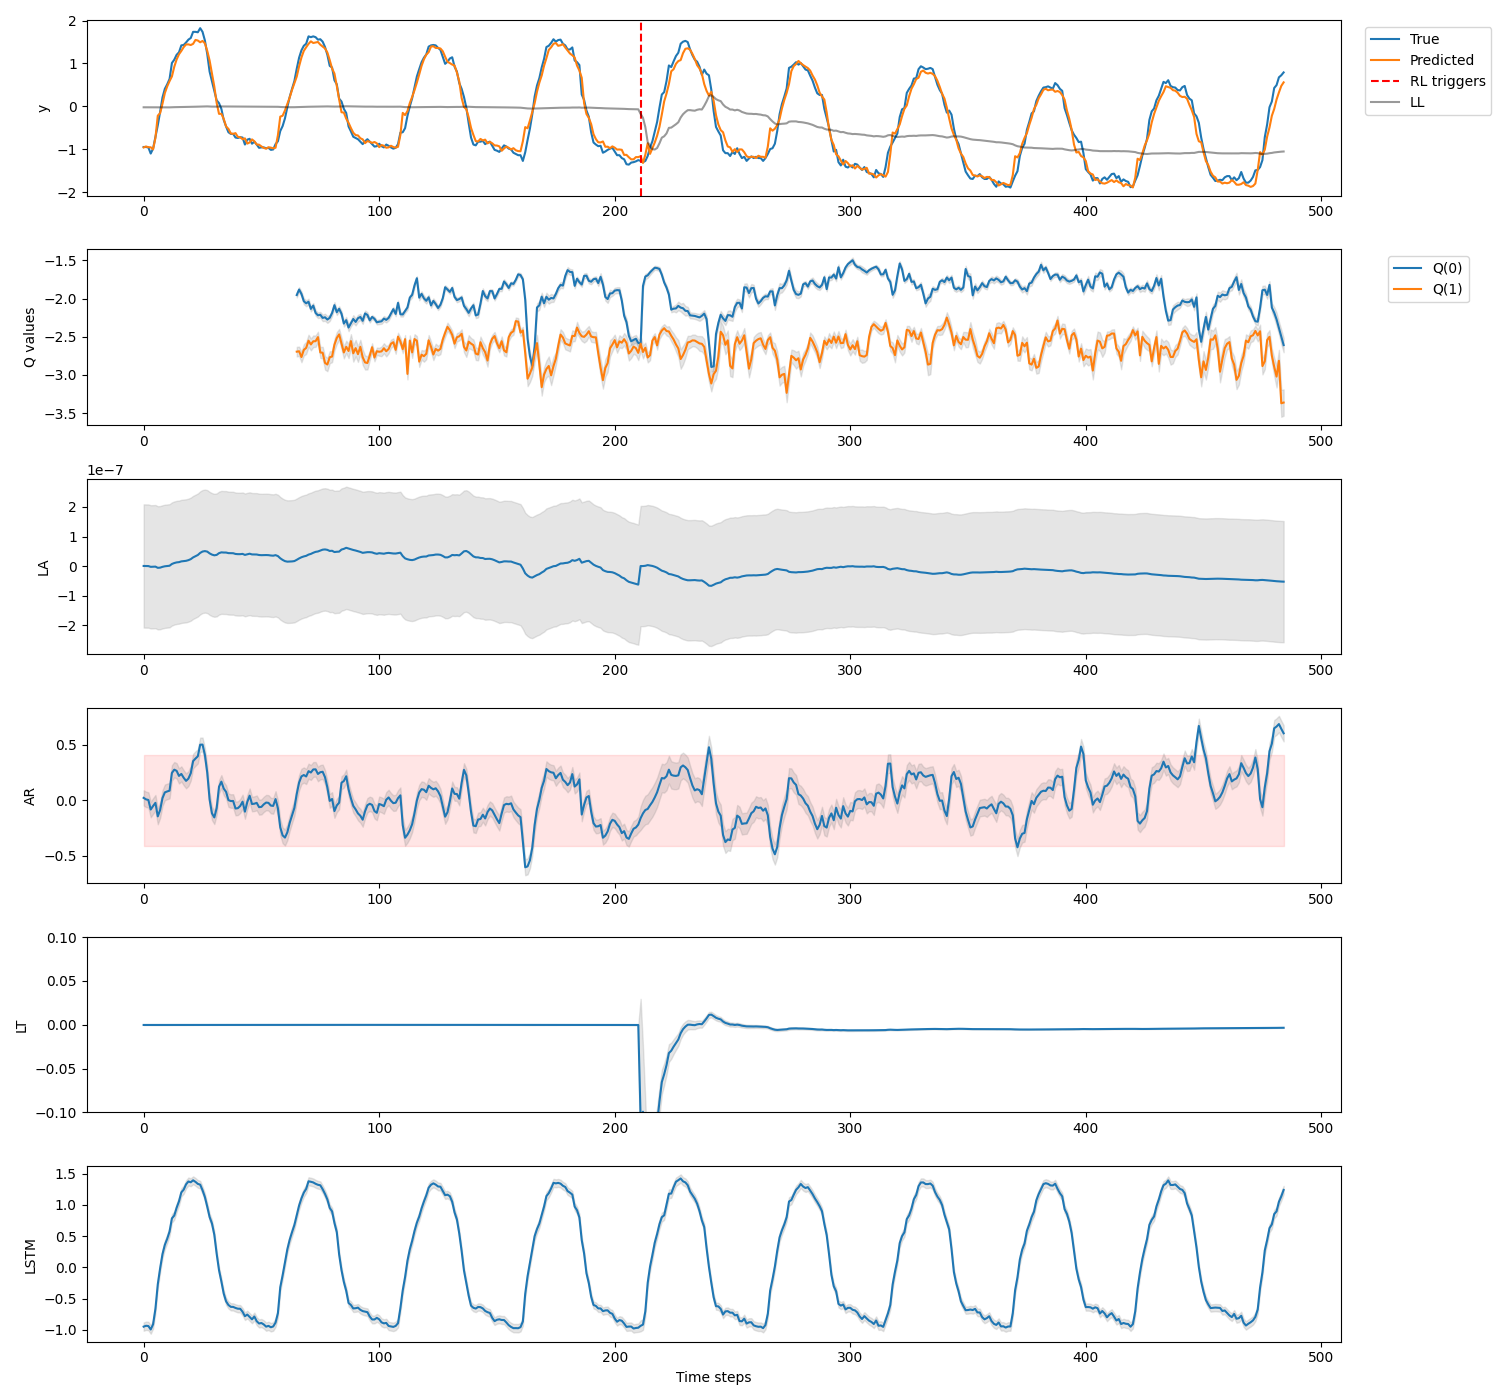 y
2
1
0
−1
−2
0 100 200 300 400 500
True
Predicted
RL triggers
LL
Q values
−1.5
−2.0
−2.5
−3.0
−3.5
0 100 200 300 400 500
Q(0)
Q(1)
1e−7
LA
2
1
0
−1
−2
0 100 200 300 400 500
AR
0.5
0.0
−0.5
0 100 200 300 400 500
LT
0.10
0.05
0.00
−0.05
−0.10
0 100 200 300 400 500
LSTM
1.5
1.0
0.5
0.0
−0.5
−1.0
0 100 200 300 400 500
Time steps